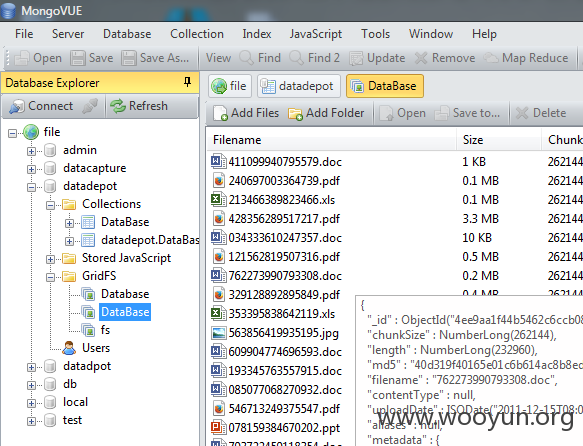 MongoVUE
File Server Database Collection Index JavaScript Tools Window Help
Open Save Save As... View Find Find 2 Update Remove Map Reduce
Database Explorer
file datadepot DataBase
Connect Refresh
Add Files Add Folder Open Save to... Delete
Filename Size Chunk
file
admin
datacapture
datadepot
Collections
DataBase
datadepot.DataBas
Stored JavaScript
GridFS
Database
DataBase
fs
Users
datadpot
db
local
test
411099940795579.doc 1 KB 262144
240697003364739.pdf 0.1 MB 262144
213466389823466.xls 0.1 MB 262144
428356289517217.pdf 3.3 MB 262144
034333610247357.doc 10 KB 262144
121562819507316.pdf 0.5 MB 262144
762273990793308.doc 0.2 MB 262144
329128892895849.pdf 0.4 MB 262144
353395838642119.xls
563856419935195.jpg
609904774696593.doc
193345763557915.doc
085077068270932.doc
546713249375547.pdf
078159384670202.ppt
{
"_id" : ObjectId("4ee9aa1f44b5462c6ccb08
"chunkSize" : NumberLong(262144),
"length" : NumberLong(232960),
"md5" : "40d319f40165e01c6b614ac8b8ed
"filename" : "762273990793308.doc",
"contentType" : null,
"uploadDate" : ISODate("2011-12-15T08:0
"aliases" : null,
"metadata" : {
www.wooyun.org